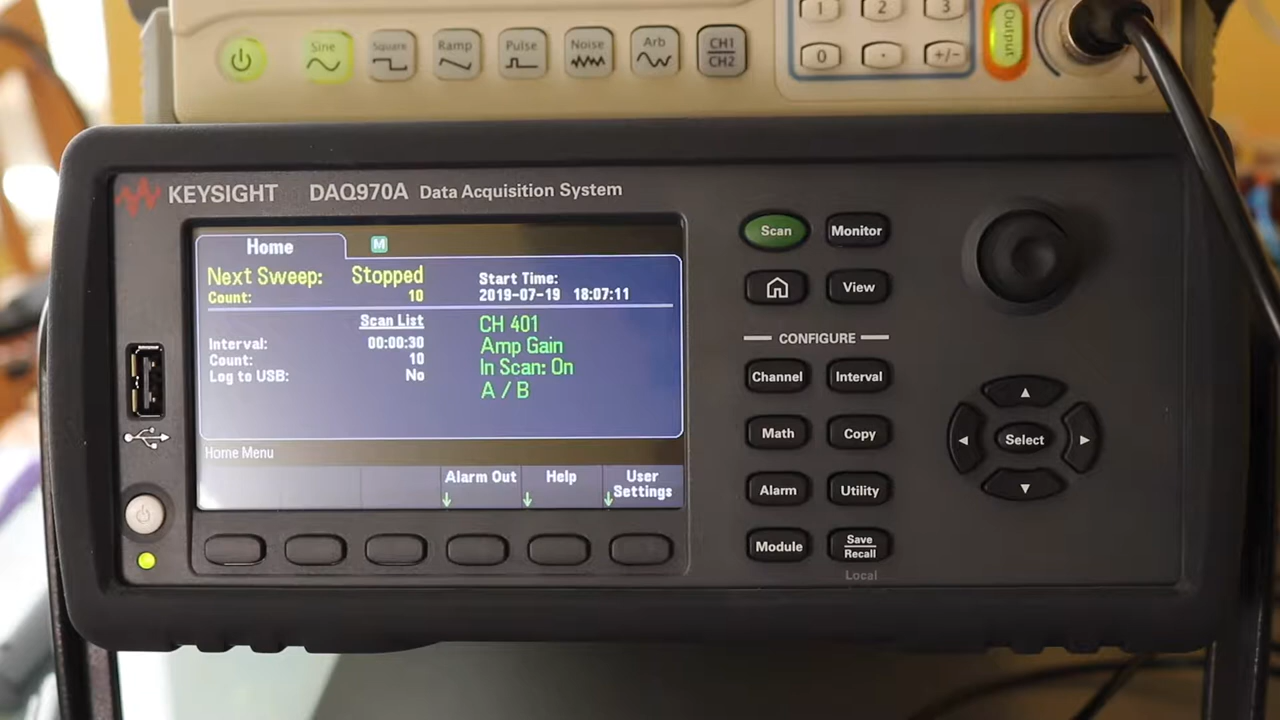 1 2 3
Sine Square Ramp Pulse Noise Arb CH1 CH2
0 . +/-
Output
KEYSIGHT DAQ970A Data Acquisition System
Home M
Next Sweep: Stopped
Count: 10
Start Time:
2019-07-19 18:07:11
Scan List
Interval: 00:00:30
Count: 10
Log to USB: No
CH 401
Amp Gain
In Scan: On
A / B
Home Menu
Alarm Out Help User Settings
Scan Monitor
View
CONFIGURE
Channel Interval
Math Copy
Alarm Utility
Module Save Recall
Local
Select